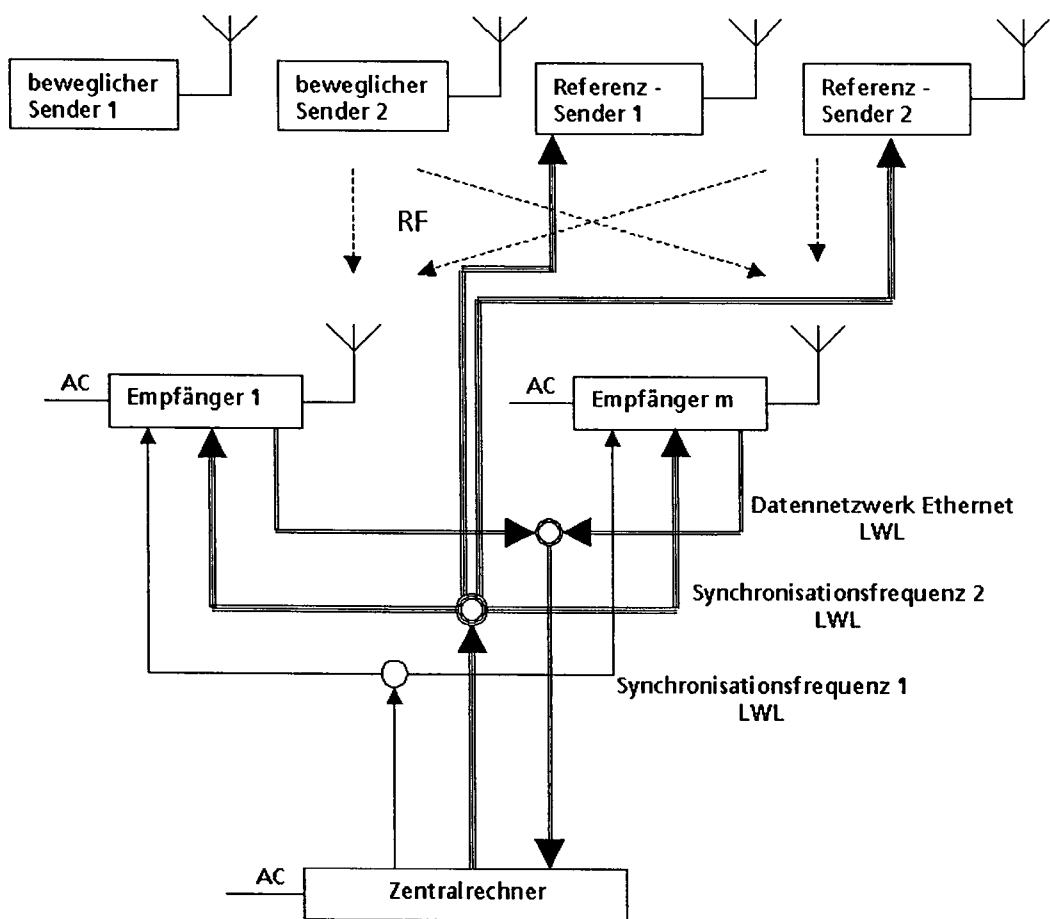 beweglicher
Sender 1
beweglicher
Sender 2
Referenz -
Sender 1
Referenz -
Sender 2
RF
AC
Empfänger 1
AC
Empfänger m
Datennetzwerk Ethernet
LWL
Synchronisationsfrequenz 2
LWL
Synchronisationsfrequenz 1
LWL
AC
Zentralrechner